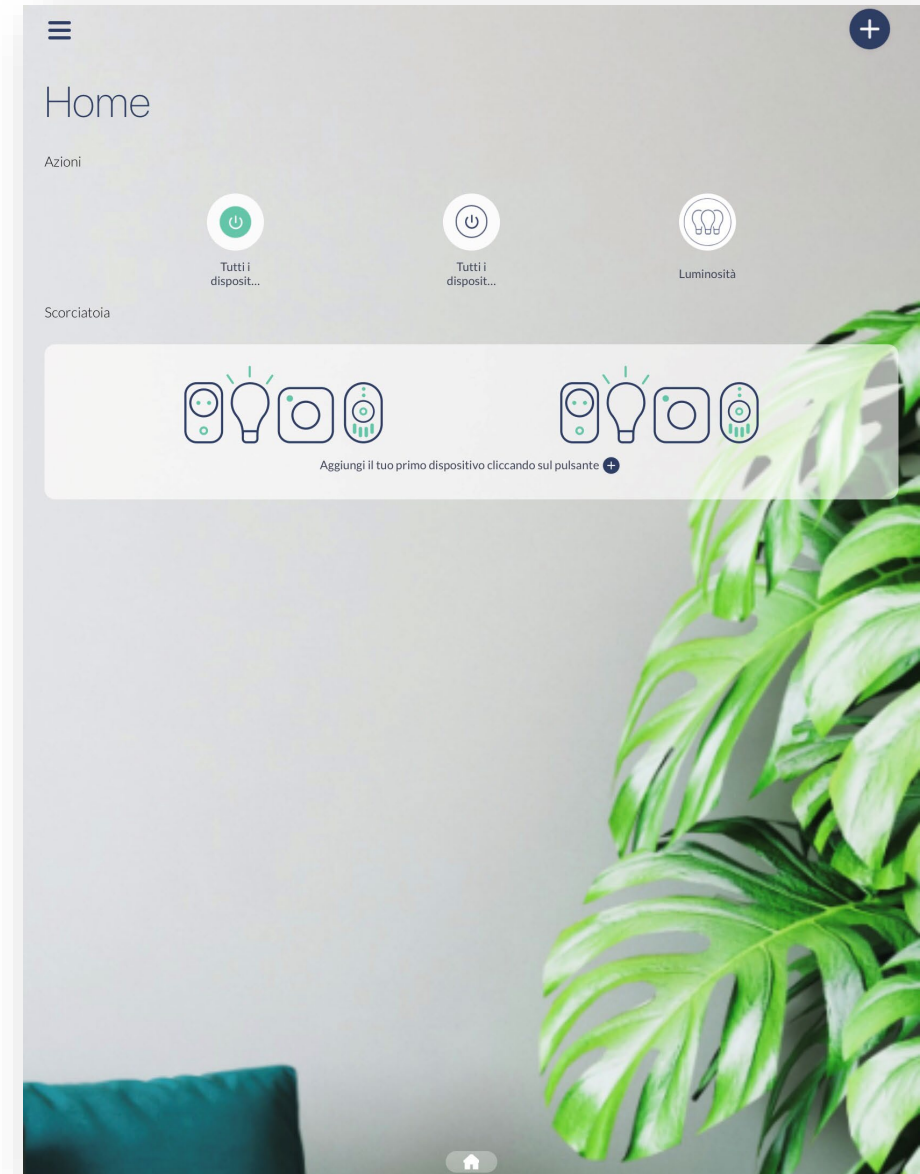 Home
Azioni
Tutti i
disposit...
Tutti i
disposit...
Luminosità
Scorciatoia
Aggiungi il tuo primo dispositivo cliccando sul pulsante